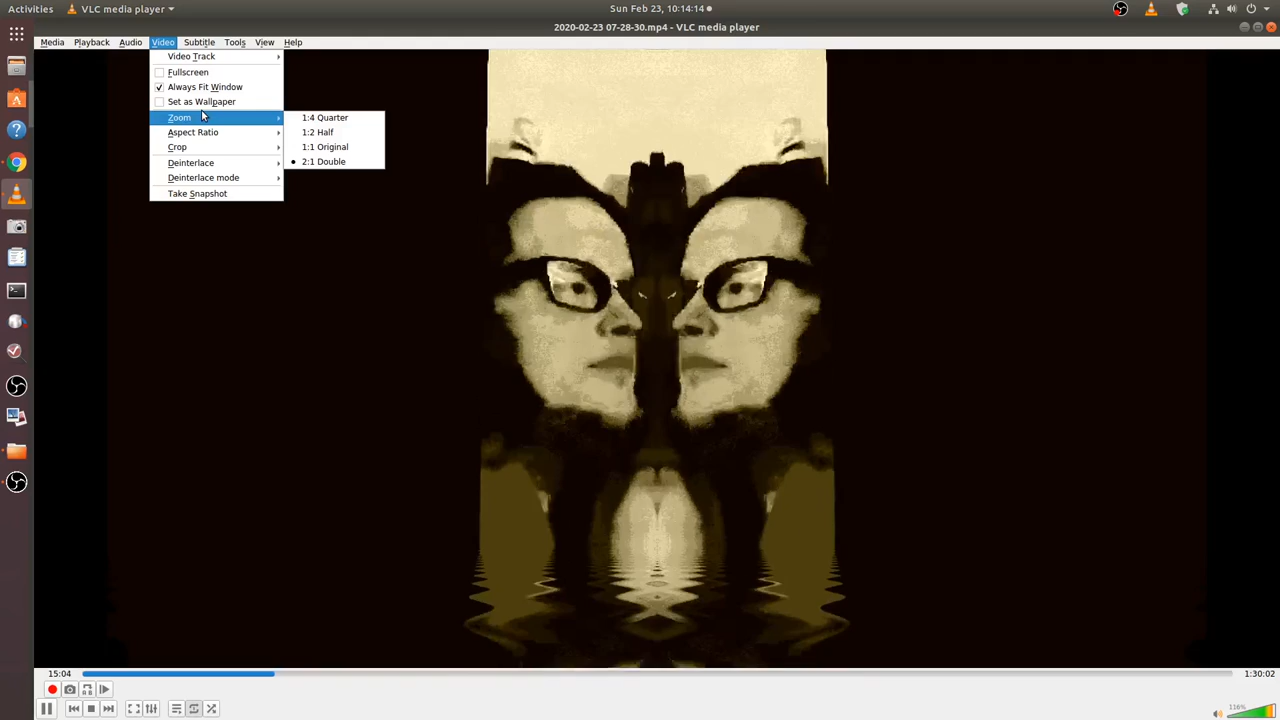 Activities VLC media player Sun Feb 23, 10:14:14
2020-02-23 07-28-30.mp4 - VLC media player
Media Playback Audio Video Subtitle Tools View Help
Video Track
Fullscreen
Always Fit Window
Set as Wallpaper
Zoom
Aspect Ratio
Crop
Deinterlace
Deinterlace mode
Take Snapshot
1:4 Quarter
1:2 Half
1:1 Original
2:1 Double
15:04 1:30:02
116%